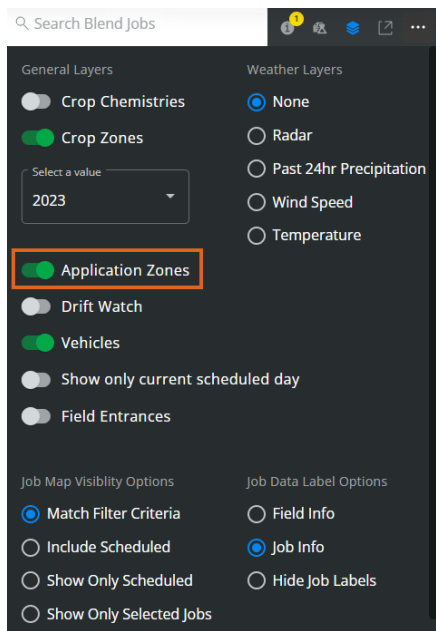 Search Blend Jobs
1
General Layers
Crop Chemistries
Crop Zones
Select a value
2023
Application Zones
Drift Watch
Vehicles
Show only current scheduled day
Field Entrances
Weather Layers
None
Radar
Past 24hr Precipitation
Wind Speed
Temperature
Job Map Visiblity Options
Match Filter Criteria
Include Scheduled
Show Only Scheduled
Show Only Selected Jobs
Job Data Label Options
Field Info
Job Info
Hide Job Labels